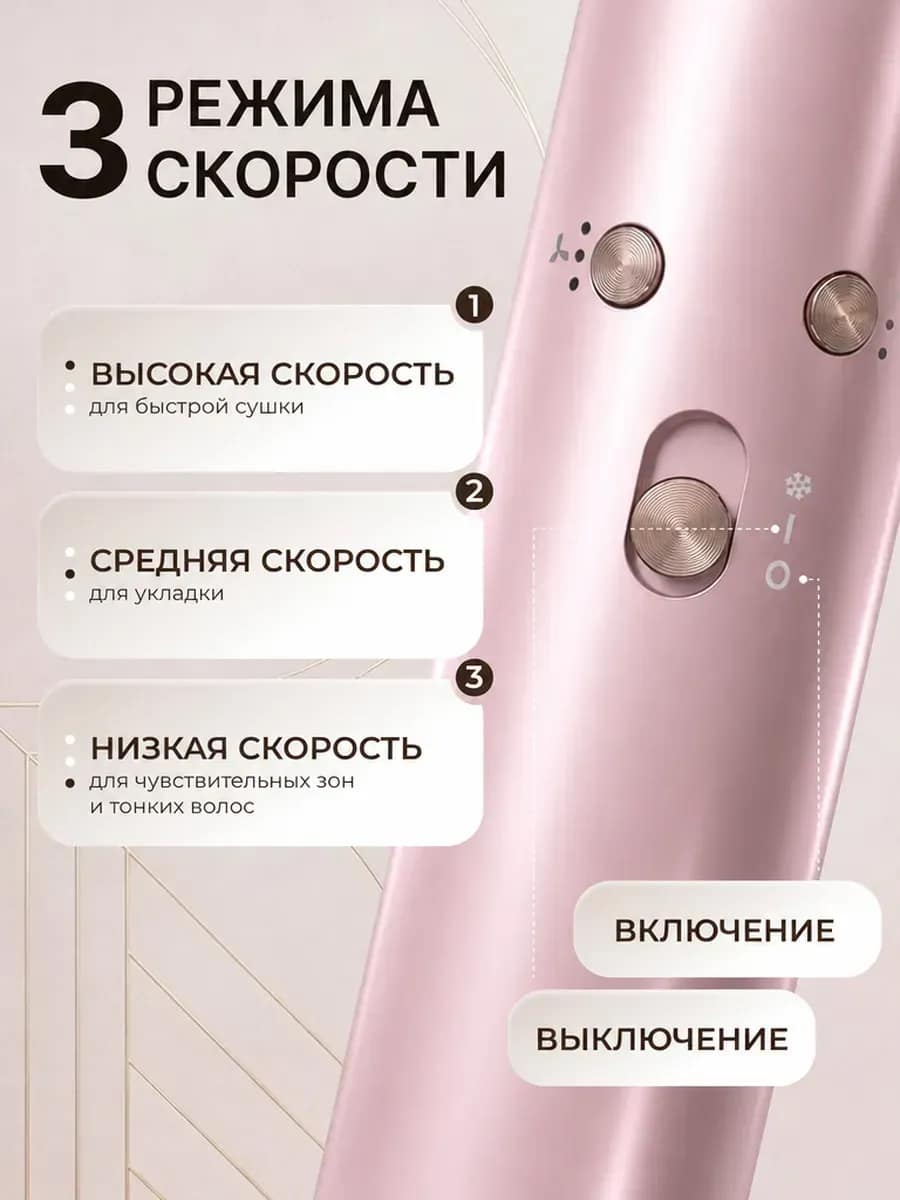 3 РЕЖИМА
СКОРОСТИ
1
ВЫСОКАЯ СКОРОСТЬ
для быстрой сушки
2
СРЕДНЯЯ СКОРОСТЬ
для укладки
3
НИЗКАЯ СКОРОСТЬ
для чувствительных зон
и тонких волос
I
O
ВКЛЮЧЕНИЕ
ВЫКЛЮЧЕНИЕ